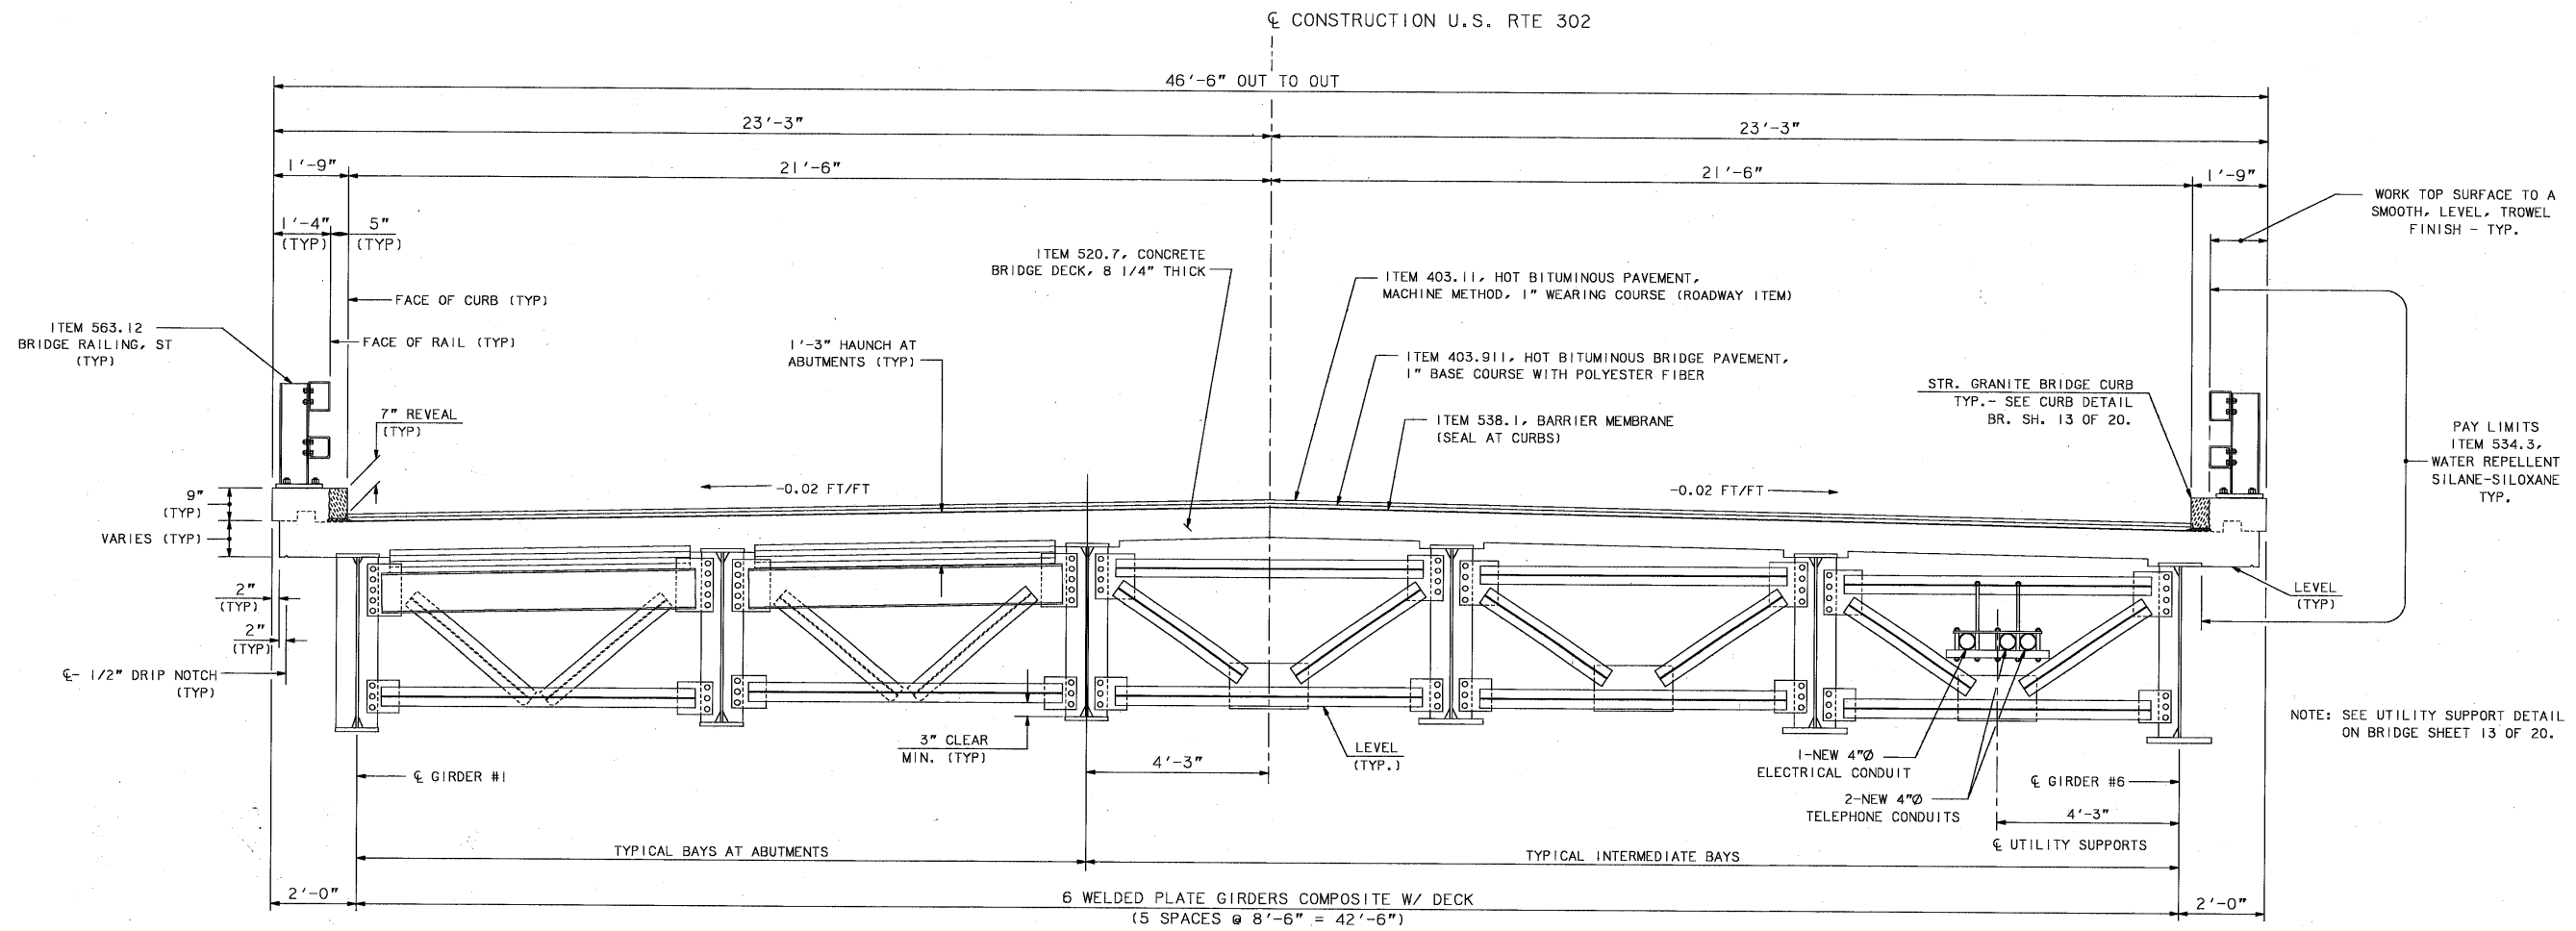 ℄ CONSTRUCTION U.S. RTE 302
46'-6" OUT TO OUT
23'-3"
23'-3"
1'-9"
21'-6"
21'-6"
1'-9"
WORK TOP SURFACE TO A
SMOOTH, LEVEL, TROWEL
FINISH - TYP.
1'-4"
(TYP)
5"
(TYP)
ITEM 520.7, CONCRETE
BRIDGE DECK, 8 1/4" THICK
ITEM 403.11, HOT BITUMINOUS PAVEMENT,
MACHINE METHOD, 1" WEARING COURSE (ROADWAY ITEM)
FACE OF CURB (TYP)
ITEM 563.12
BRIDGE RAILING, ST
(TYP)
FACE OF RAIL (TYP)
1'-3" HAUNCH AT
ABUTMENTS (TYP)
ITEM 403.911, HOT BITUMINOUS BRIDGE PAVEMENT,
1" BASE COURSE WITH POLYESTER FIBER
STR. GRANITE BRIDGE CURB
TYP.- SEE CURB DETAIL
BR. SH. 13 OF 20.
7" REVEAL
(TYP)
ITEM 538.1, BARRIER MEMBRANE
(SEAL AT CURBS)
PAY LIMITS
ITEM 534.3,
WATER REPELLENT
SILANE-SILOXANE
TYP.
9"
(TYP)
-0.02 FT/FT
-0.02 FT/FT
VARIES (TYP)
2"
(TYP)
LEVEL
(TYP)
2"
(TYP)
℄- 1/2" DRIP NOTCH
(TYP)
NOTE: SEE UTILITY SUPPORT DETAIL
ON BRIDGE SHEET 13 OF 20.
3" CLEAR
MIN. (TYP)
LEVEL
(TYP.)
4'-3"
1-NEW 4"Ø
ELECTRICAL CONDUIT
℄ GIRDER #1
℄ GIRDER #6
2-NEW 4"Ø
TELEPHONE CONDUITS
4'-3"
℄ UTILITY SUPPORTS
TYPICAL BAYS AT ABUTMENTS
TYPICAL INTERMEDIATE BAYS
2'-0"
6 WELDED PLATE GIRDERS COMPOSITE W/ DECK
(5 SPACES @ 8'-6" = 42'-6")
2'-0"